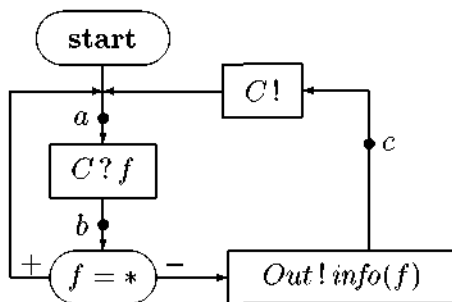 start
C !
a
c
C ? f
b
+
f = *
−
Out ! info(f)